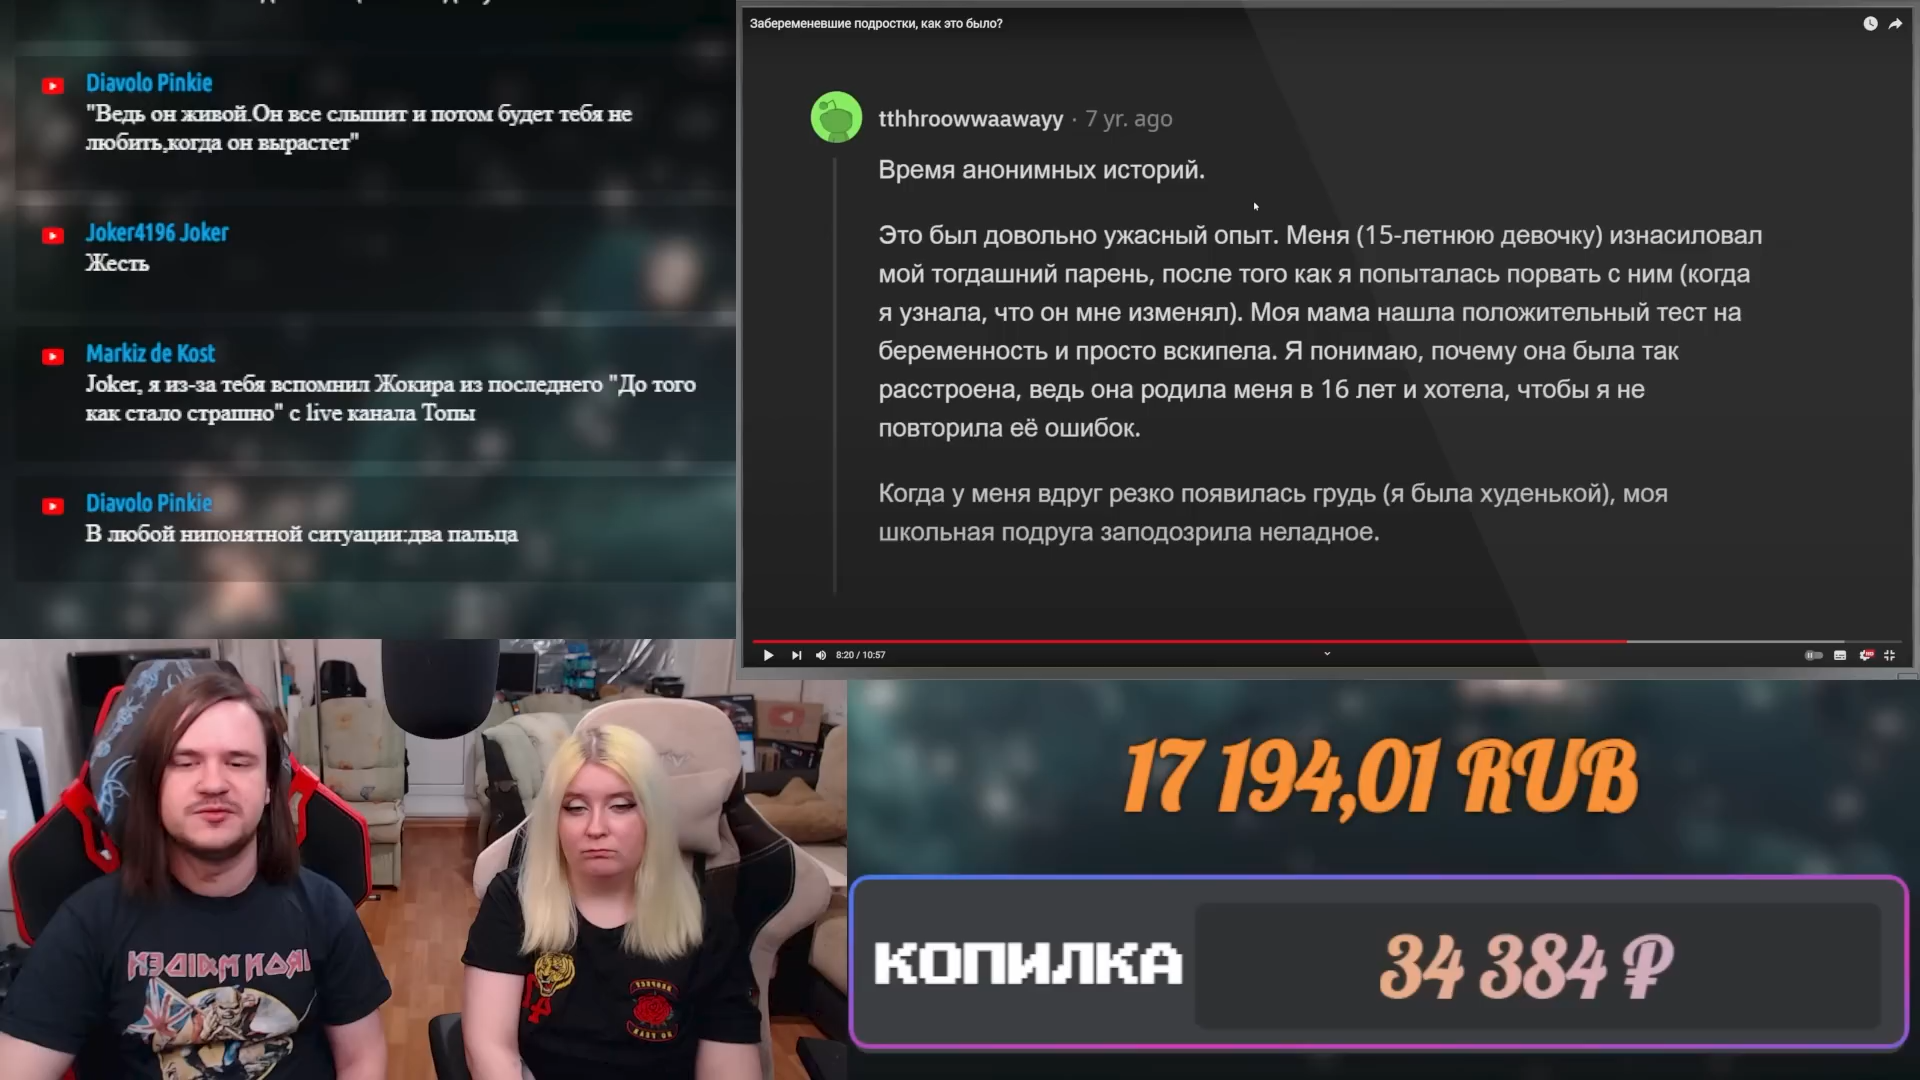 Diavolo Pinkie
"Ведь он живой.Он все слышит и потом будет тебя не
любить,когда он вырастет"
Joker4196 Joker
Жесть
Markiz de Kost
Joker, я из-за тебя вспомнил Жокира из последнего "До того
как стало страшно" с live канала Топы
Diavolo Pinkie
В любой нипонятной ситуации:два пальца
Забеременевшие подростки, как это было?
tthhroowwaawayy · 7 yr. ago
Время анонимных историй.
Это был довольно ужасный опыт. Меня (15-летнюю девочку) изнасиловал
мой тогдашний парень, после того как я попыталась порвать с ним (когда
я узнала, что он мне изменял). Моя мама нашла положительный тест на
беременность и просто вскипела. Я понимаю, почему она была так
расстроена, ведь она родила меня в 16 лет и хотела, чтобы я не
повторила её ошибок.
Когда у меня вдруг резко появилась грудь (я была худенькой), моя
школьная подруга заподозрила неладное.
8:20 / 10:57
17 194,01 RUB
КОПИЛКА
34 384 ₽